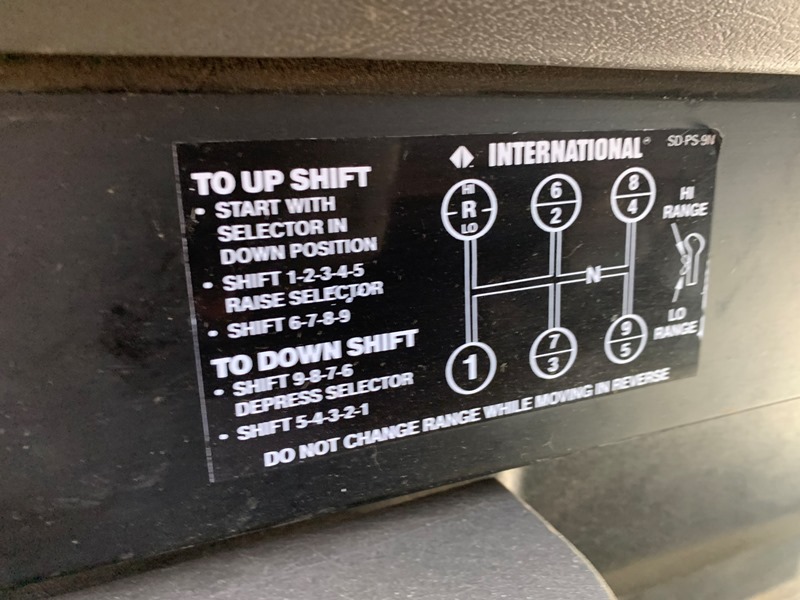 SD-PS-9N
INTERNATIONAL®
TO UP SHIFT
• START WITH
SELECTOR IN
DOWN POSITION
• SHIFT 1-2-3-4-5
RAISE SELECTOR
• SHIFT 6-7-8-9
TO DOWN SHIFT
• SHIFT 9-8-7-6
DEPRESS SELECTOR
• SHIFT 5-4-3-2-1
HI
R
LO
6
2
8
4
N
1
7
3
9
5
HI
RANGE
LO
RANGE
DO NOT CHANGE RANGE WHILE MOVING IN REVERSE